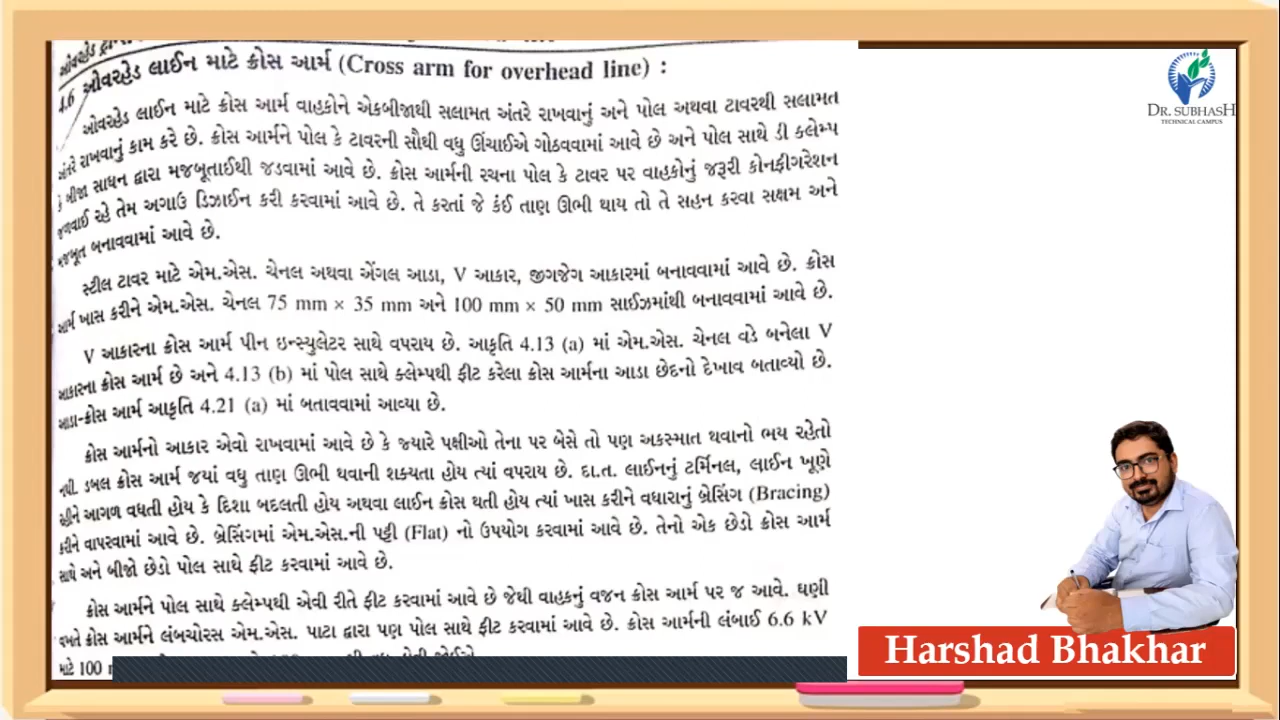 ઓવરહેડ
4.6 ઓવરહેડ લાઈન માટે ક્રોસ આર્મ (Cross arm for overhead line) :
ઓવરહેડ લાઈન માટે ક્રોસ આર્મ વાહકોને એકબીજાથી સલામત અંતરે રાખવાનું અને પોલ અથવા ટાવરથી સલામત
અંતરે રાખવાનું કામ કરે છે. ક્રોસ આર્મને પોલ કે ટાવરની સૌથી વધુ ઊંચાઈએ ગોઠવવામાં આવે છે અને પોલ સાથે ડી ક્લેમ્પ
કે બીજા સાધન દ્વારા મજબૂતાઈથી જડવામાં આવે છે. ક્રોસ આર્મની રચના પોલ કે ટાવર પર વાહકોનું જરૂરી કોનફીગરેશન
જળવાઈ રહે તેમ અગાઉ ડિઝાઈન કરી કરવામાં આવે છે. તે કરતાં જે કંઈ તાણ ઊભી થાય તો તે સહન કરવા સક્ષમ અને
મજબૂત બનાવવામાં આવે છે.
સ્ટીલ ટાવર માટે એમ.એસ. ચેનલ અથવા એંગલ આડા, V આકાર, જીગજેગ આકારમાં બનાવવામાં આવે છે. ક્રોસ
આર્મ ખાસ કરીને એમ.એસ. ચેનલ 75 mm × 35 mm અને 100 mm × 50 mm સાઈઝમાંથી બનાવવામાં આવે છે.
V આકારના ક્રોસ આર્મ પીન ઇન્સ્યુલેટર સાથે વપરાય છે. આકૃતિ 4.13 (a) માં એમ.એસ. ચેનલ વડે બનેલા V
આકારના ક્રોસ આર્મ છે અને 4.13 (b) માં પોલ સાથે ક્લેમ્પથી ફીટ કરેલા ક્રોસ આર્મના આડા છેદનો દેખાવ બતાવ્યો છે.
આડા-ક્રોસ આર્મ આકૃતિ 4.21 (a) માં બતાવવામાં આવ્યા છે.
ક્રોસ આર્મનો આકાર એવો રાખવામાં આવે છે કે જ્યારે પક્ષીઓ તેના પર બેસે તો પણ અકસ્માત થવાનો ભય રહેતો
નથી. ડબલ ક્રોસ આર્મ જયાં વધુ તાણ ઊભી થવાની શક્યતા હોય ત્યાં વપરાય છે. દા.ત. લાઈનનું ટર્મિનલ, લાઈન ખૂણે
રહીને આગળ વધતી હોય કે દિશા બદલતી હોય અથવા લાઈન ક્રોસ થતી હોય ત્યાં ખાસ કરીને વધારાનું બ્રેસિંગ (Bracing)
કરીને વાપરવામાં આવે છે. બ્રેસિંગમાં એમ.એસ.ની પટ્ટી (Flat) નો ઉપયોગ કરવામાં આવે છે. તેનો એક છેડો ક્રોસ આર્મ
સાથે અને બીજો છેડો પોલ સાથે ફીટ કરવામાં આવે છે.
ક્રોસ આર્મને પોલ સાથે ક્લેમ્પથી એવી રીતે ફીટ કરવામાં આવે છે જેથી વાહકનું વજન ક્રોસ આર્મ પર જ આવે. ઘણી
વખતે ક્રોસ આર્મને લંબચોરસ એમ.એસ. પાટા દ્વારા પણ પોલ સાથે ફીટ કરવામાં આવે છે. ક્રોસ આર્મની લંબાઈ 6.6 kV
માટે 100
DR. SUBHASH
TECHNICAL CAMPUS
Harshad Bhakhar